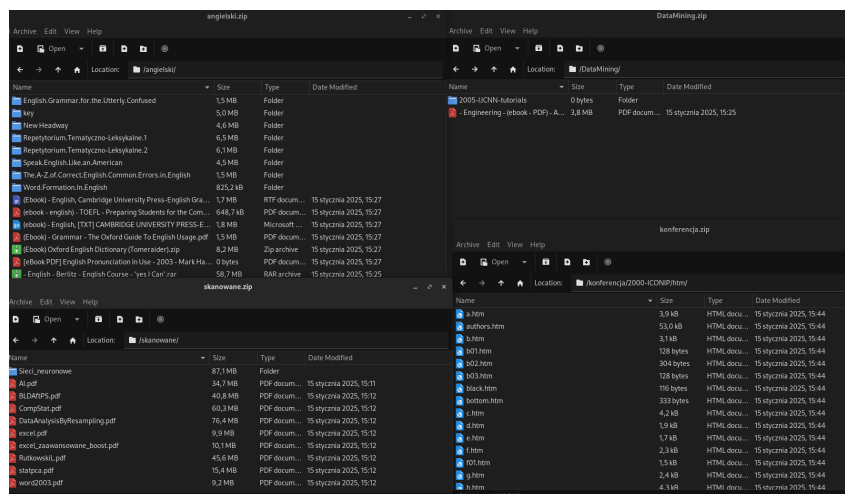 angielski.zip
Archive Edit View Help
Open
Location: /angielski/
Name Size Type Date Modified
English.Grammar.for.the.Utterly.Confused 1,5 MB Folder
key 5,0 MB Folder
New Headway 4,6 MB Folder
Repetytorium.Tematyczno-Leksykalne.1 6,5 MB Folder
Repetytorium.Tematyczno-Leksykalne.2 6,1 MB Folder
Speak.English.Like.an.American 4,5 MB Folder
The.A-Z.of.Correct.English.Common.Errors.in.English 1,5 MB Folder
Word.Formation.In.English 825,2 kB Folder
(Ebook) - English, Cambridge University Press-English Gra... 1,7 MB RTF docum... 15 stycznia 2025, 15:27
(ebook - english) - TOEFL - Preparing Students for the Com... 648,7 kB PDF docum... 15 stycznia 2025, 15:27
(ebook) - English, [TXT] CAMBRIDGE UNIVERSITY PRESS-E... 1,8 MB Microsoft ... 15 stycznia 2025, 15:27
(Ebook) - Grammar - The Oxford Guide To English Usage.pdf 1,5 MB PDF docum... 15 stycznia 2025, 15:27
(Ebook) Oxford English Dictionary (Tomeraider).zip 8,2 MB Zip archive 15 stycznia 2025, 15:27
[eBook PDF] English Pronunciation In Use - 2003 - Mark Ha... 0 bytes PDF docum... 15 stycznia 2025, 15:27
- English - Berlitz - English Course - 'yes I Can'.rar 58,7 MB RAR archive 15 stycznia 2025, 15:25
DataMining.zip
Archive Edit View Help
Open
Location: /DataMining/
Name Size Type Date Modified
2005-IJCNN-tutorials 0 bytes Folder
- Engineering - (ebook - PDF) - A... 3,8 MB PDF docum... 15 stycznia 2025, 15:25
skanowane.zip
Archive Edit View Help
Open
Location: /skanowane/
Name Size Type Date Modified
Sieci_neuronowe 87,1 MB Folder
AI.pdf 34,7 MB PDF docum... 15 stycznia 2025, 15:11
BLDAftPS.pdf 40,8 MB PDF docum... 15 stycznia 2025, 15:12
CompStat.pdf 60,3 MB PDF docum... 15 stycznia 2025, 15:12
DataAnalysisByResampling.pdf 76,4 MB PDF docum... 15 stycznia 2025, 15:12
excel.pdf 9,9 MB PDF docum... 15 stycznia 2025, 15:12
excel_zaawansowane_boost.pdf 10,1 MB PDF docum... 15 stycznia 2025, 15:12
RutkowskiL.pdf 45,6 MB PDF docum... 15 stycznia 2025, 15:12
statpca.pdf 15,4 MB PDF docum... 15 stycznia 2025, 15:12
word2003.pdf 9,2 MB PDF docum... 15 stycznia 2025, 15:12
konferencja.zip
Archive Edit View Help
Open
Location: /konferencja/2000-ICONIP/htm/
Name Size Type Date Modified
a.htm 3,9 kB HTML docu... 15 stycznia 2025, 15:44
authors.htm 53,0 kB HTML docu... 15 stycznia 2025, 15:44
b.htm 3,1 kB HTML docu... 15 stycznia 2025, 15:44
b01.htm 128 bytes HTML docu... 15 stycznia 2025, 15:44
b02.htm 304 bytes HTML docu... 15 stycznia 2025, 15:44
b03.htm 128 bytes HTML docu... 15 stycznia 2025, 15:44
black.htm 116 bytes HTML docu... 15 stycznia 2025, 15:44
bottom.htm 333 bytes HTML docu... 15 stycznia 2025, 15:44
c.htm 4,2 kB HTML docu... 15 stycznia 2025, 15:44
d.htm 1,9 kB HTML docu... 15 stycznia 2025, 15:44
e.htm 1,7 kB HTML docu... 15 stycznia 2025, 15:44
f.htm 2,3 kB HTML docu... 15 stycznia 2025, 15:44
f01.htm 1,5 kB HTML docu... 15 stycznia 2025, 15:44
g.htm 2,4 kB HTML docu... 15 stycznia 2025, 15:44
h.htm 4,3 kB HTML docu... 15 stycznia 2025, 15:44